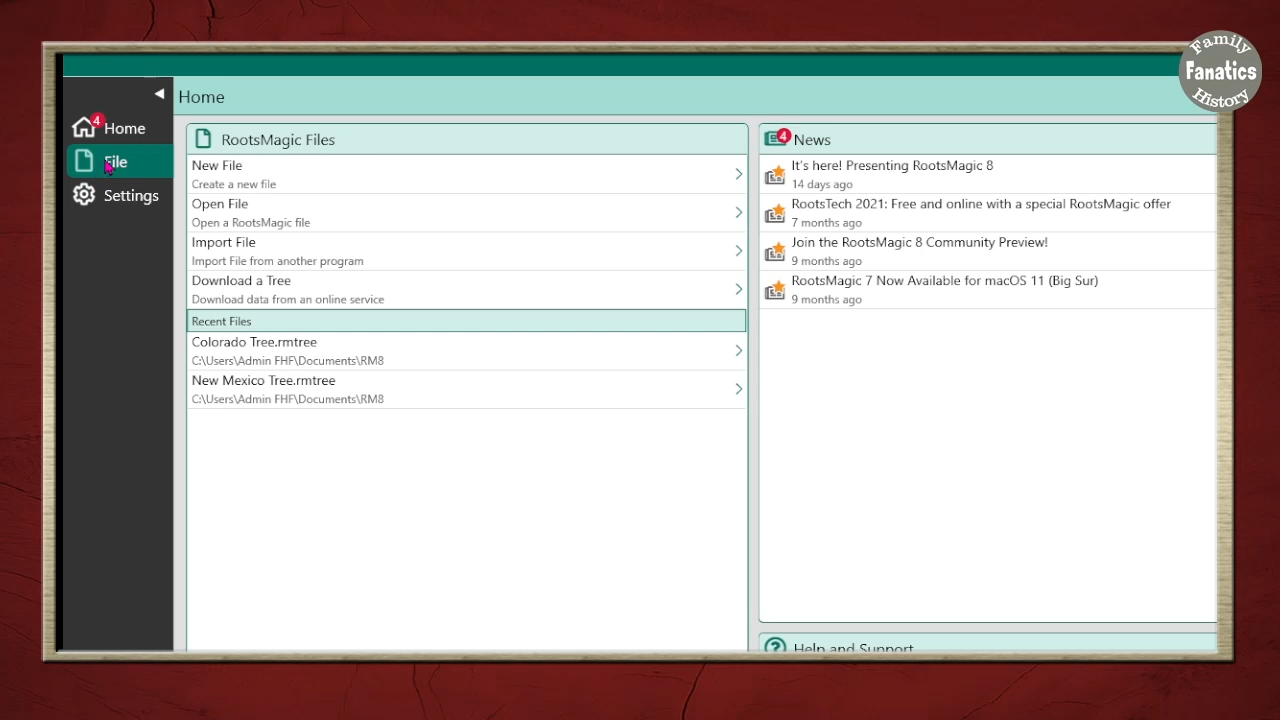 Family
Fanatics
History
Home
4
Home
File
Settings
RootsMagic Files
New File
Create a new file
Open File
Open a RootsMagic file
Import File
Import File from another program
Download a Tree
Download data from an online service
Recent Files
Colorado Tree.rmtree
C:\Users\Admin FHF\Documents\RM8
New Mexico Tree.rmtree
C:\Users\Admin FHF\Documents\RM8
4
News
It's here! Presenting RootsMagic 8
14 days ago
RootsTech 2021: Free and online with a special RootsMagic offer
7 months ago
Join the RootsMagic 8 Community Preview!
9 months ago
RootsMagic 7 Now Available for macOS 11 (Big Sur)
9 months ago
Help and Support